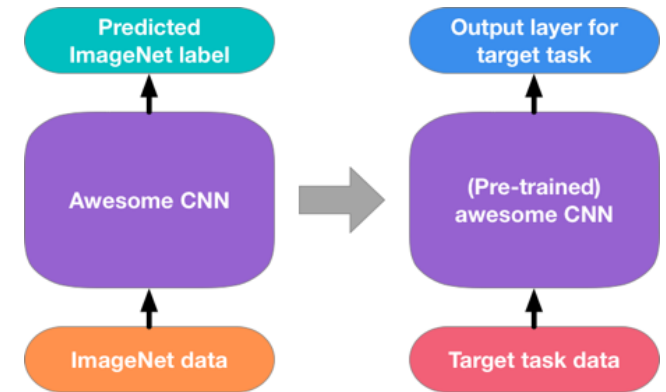 Predicted
ImageNet label
Awesome CNN
ImageNet data
Output layer for
target task
(Pre-trained)
awesome CNN
Target task data